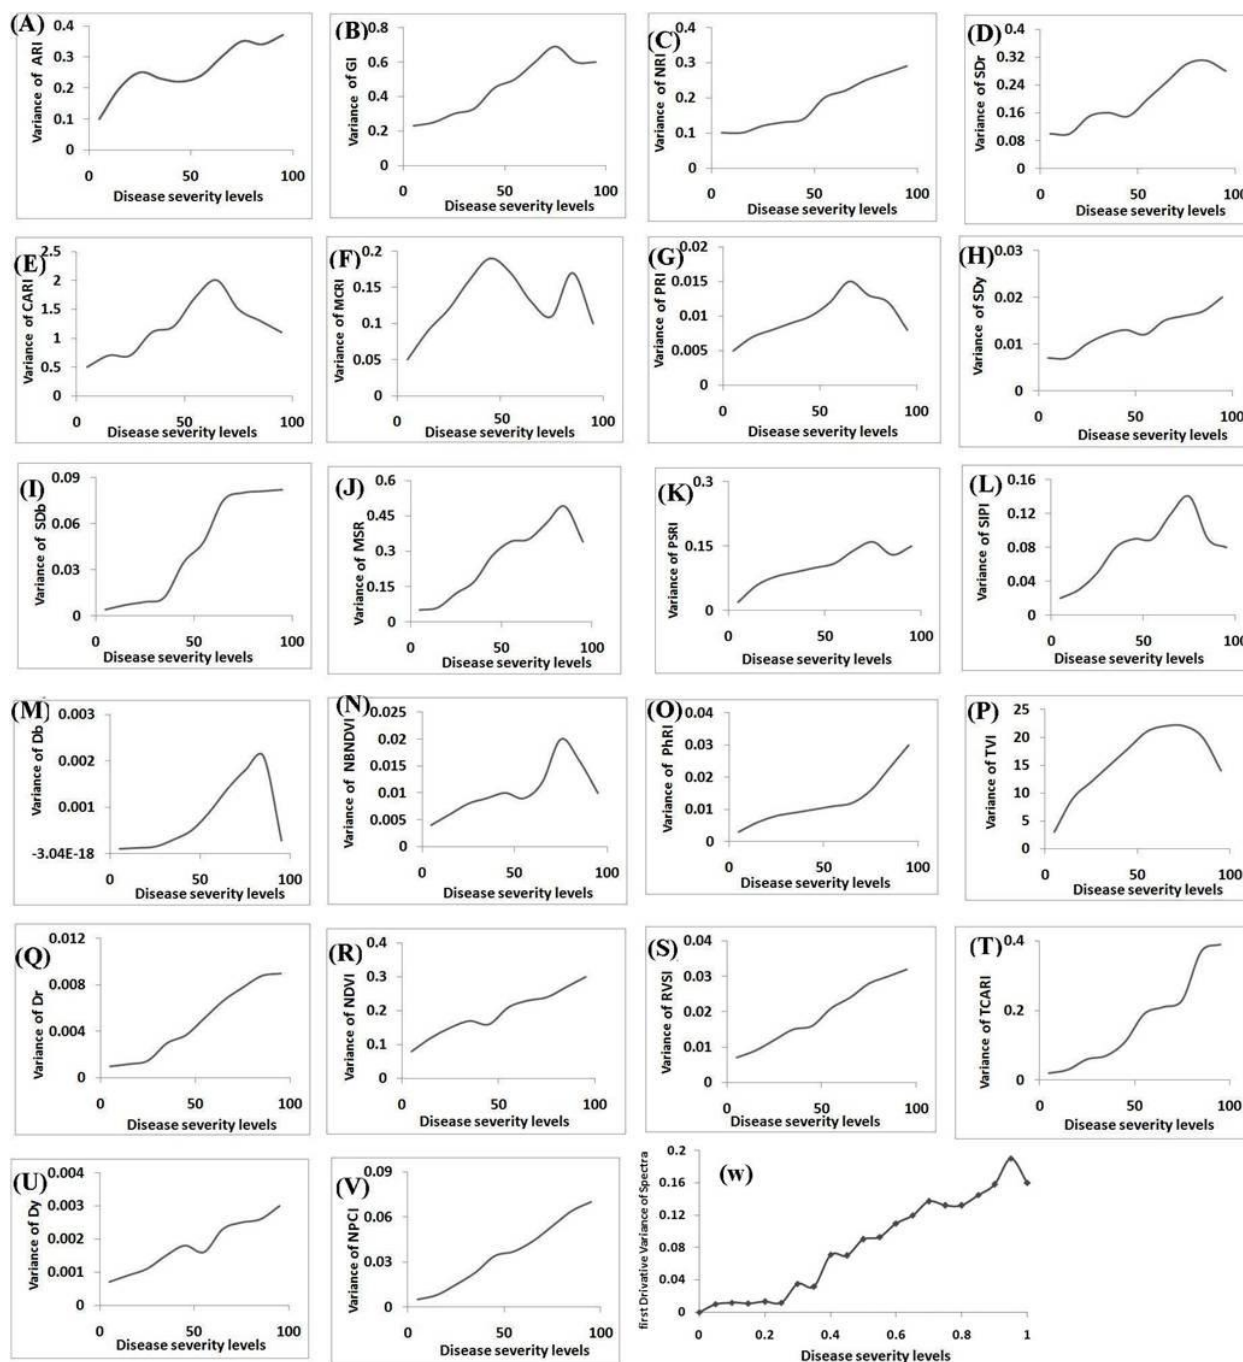 (A)
0.4
0.3
0.2
0.1
0
0 50 100
Variance of ARI
Disease severity levels
(B)
0.8
0.6
0.4
0.2
0
0 50 100
Variance of GI
Disease severity levels
(C)
0.4
0.3
0.2
0.1
0
0 50 100
Variance of NRI
Disease severity levels
(D)
0.4
0.32
0.24
0.16
0.08
0
0 50 100
Variance of SDr
Disease severity levels
(E)
2.5
2
1.5
1
0.5
0
0 50 100
Variance of CARI
Disease severity levels
(F)
0.2
0.15
0.1
0.05
0
0 50 100
Variance of MCRI
Disease severity levels
(G)
0.02
0.015
0.01
0.005
0
0 50 100
Variance of PRI
Disease severity levels
(H)
0.03
0.02
0.01
0
0 50 100
Variance of SDy
Disease severity levels
(I)
0.09
0.06
0.03
0
0 50 100
Variance of SDb
Disease severity levels
(J)
0.6
0.45
0.3
0.15
0
0 50 100
Variance of MSR
Disease severity levels
(K)
0.3
0.15
0
0 50 100
Variance of PSRI
Disease severity levels
(L)
0.16
0.12
0.08
0.04
0
0 50 100
Variance of SIPI
Disease severity levels
(M)
0.003
0.002
0.001
-3.04E-18
0 50 100
Variance of Db
Disease severity levels
(N)
0.025
0.02
0.015
0.01
0.005
0
0 50 100
Variance of NBNDVI
Disease severity levels
(O)
0.04
0.03
0.02
0.01
0
0 50 100
Variance of PhRI
Disease severity levels
(P)
25
20
15
10
5
0
0 50 100
Variance of TVI
Disease severity levels
(Q)
0.012
0.008
0.004
0
0 50 100
Variance of Dr
Disease severity levels
(R)
0.4
0.3
0.2
0.1
0
0 50 100
Variance of NDVI
Disease severity levels
(S)
0.04
0.03
0.02
0.01
0
0 50 100
Variance of RVSI
Disease severity levels
(T)
0.4
0.2
0
0 50 100
Variance of TCARI
Disease severity levels
(U)
0.004
0.003
0.002
0.001
0
0 50 100
Variance of Dy
Disease severity levels
(V)
0.09
0.06
0.03
0
0 50 100
Variance of NPCI
Disease severity levels
(w)
0.2
0.16
0.12
0.08
0.04
0
0 0.2 0.4 0.6 0.8 1
first Drivative Variance of Spectra
Disease severity levels